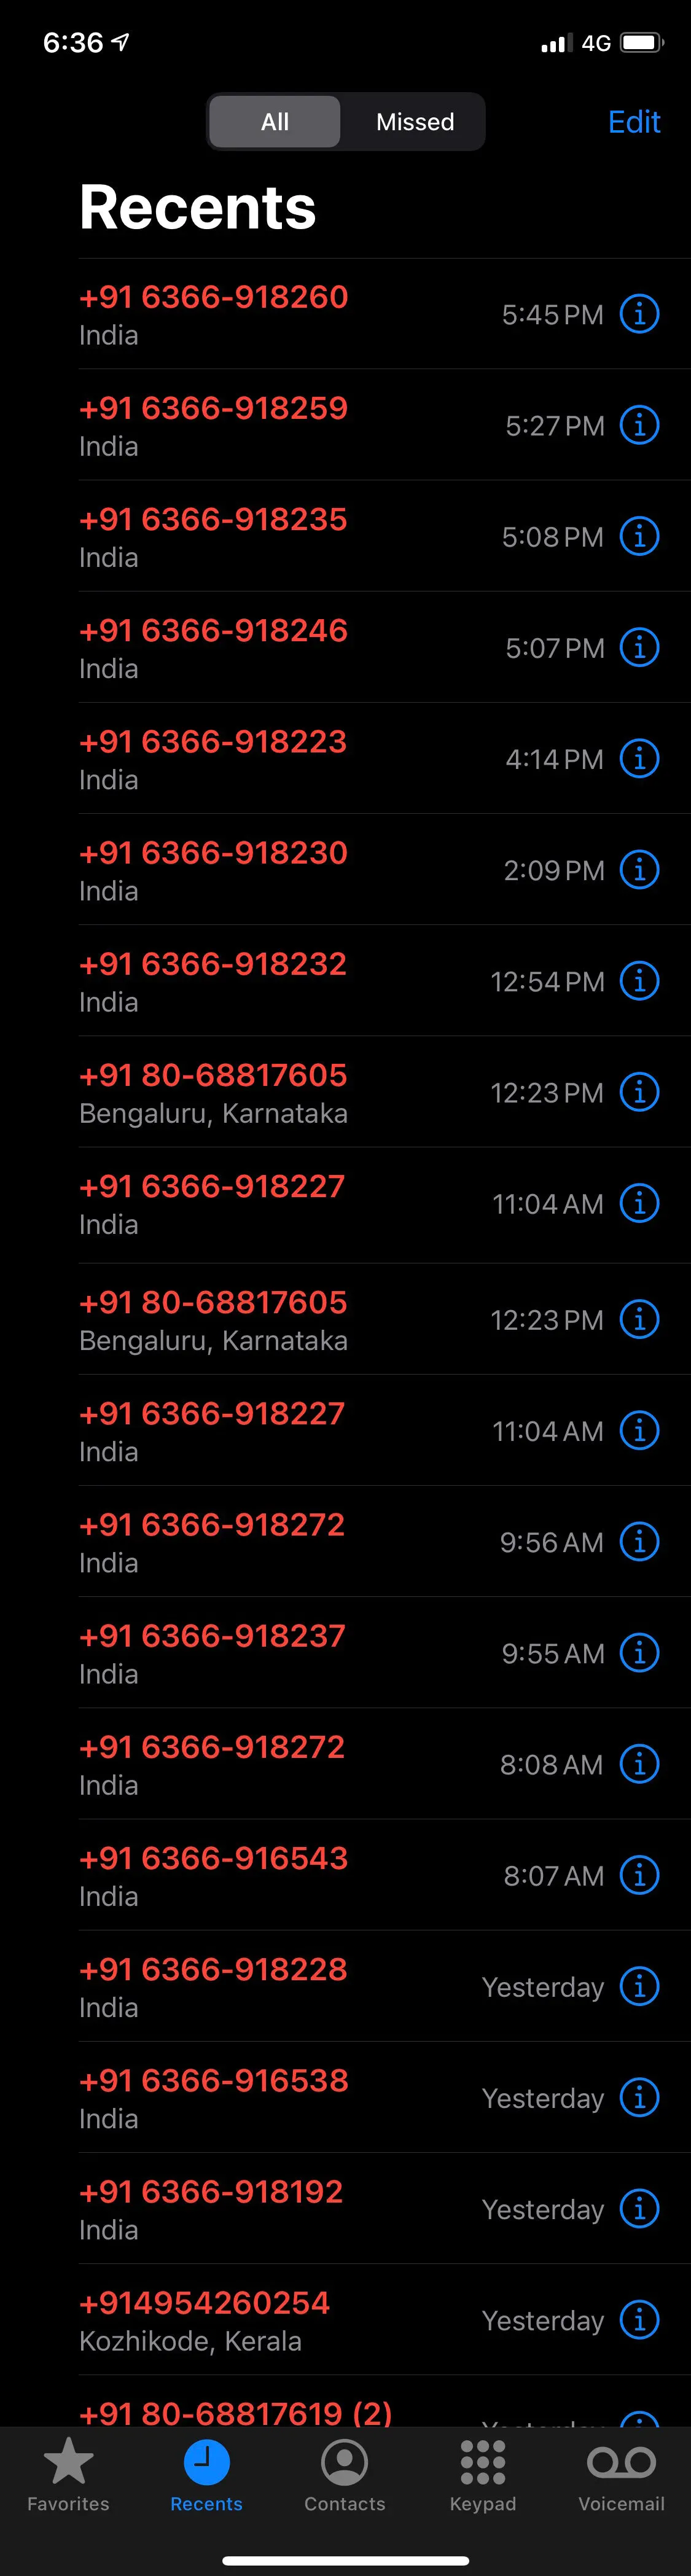 6:36
4G
All
Missed
Edit
Recents
+91 6366-918260
India
5:45 PM
+91 6366-918259
India
5:27 PM
+91 6366-918235
India
5:08 PM
+91 6366-918246
India
5:07 PM
+91 6366-918223
India
4:14 PM
+91 6366-918230
India
2:09 PM
+91 6366-918232
India
12:54 PM
+91 80-68817605
Bengaluru, Karnataka
12:23 PM
+91 6366-918227
India
11:04 AM
+91 80-68817605
Bengaluru, Karnataka
12:23 PM
+91 6366-918227
India
11:04 AM
+91 6366-918272
India
9:56 AM
+91 6366-918237
India
9:55 AM
+91 6366-918272
India
8:08 AM
+91 6366-916543
India
8:07 AM
+91 6366-918228
India
Yesterday
+91 6366-916538
India
Yesterday
+91 6366-918192
India
Yesterday
+914954260254
Kozhikode, Kerala
Yesterday
+91 80-68817619 (2)
Yesterday
Favorites
Recents
Contacts
Keypad
Voicemail